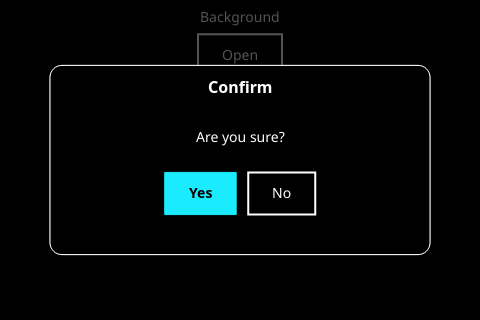 Background
Open
Confirm
Are you sure?
Yes
No